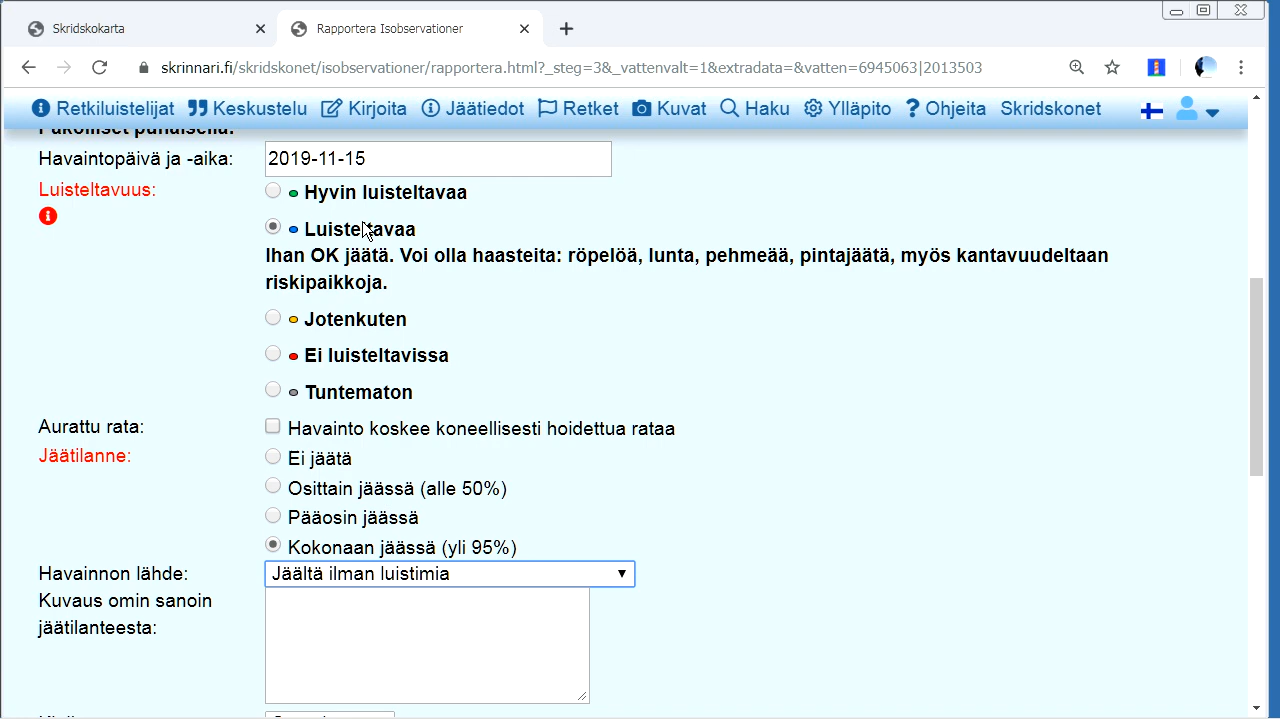 Skridskokarta
Rapportera Isobservationer
skrinnari.fi/skridskonet/isobservationer/rapportera.html?_steg=3&_vattenvalt=1&extradata=&vatten=6945063|2013503
Retkiluistelijat Keskustelu Kirjoita Jäätiedot Retket Kuvat Haku Ylläpito Ohjeita Skridskonet
Pakolliset punaisella.
Havaintopäivä ja -aika: 2019-11-15
Luisteltavuus: Hyvin luisteltavaa
Luisteltavaa
Ihan OK jäätä. Voi olla haasteita: röpelöä, lunta, pehmeää, pintajäätä, myös kantavuudeltaan
riskipaikkoja.
Jotenkuten
Ei luisteltavissa
Tuntematon
Aurattu rata: Havainto koskee koneellisesti hoidettua rataa
Jäätilanne: Ei jäätä
Osittain jäässä (alle 50%)
Pääosin jäässä
Kokonaan jäässä (yli 95%)
Havainnon lähde: Jäältä ilman luistimia
Kuvaus omin sanoin
jäätilanteesta: